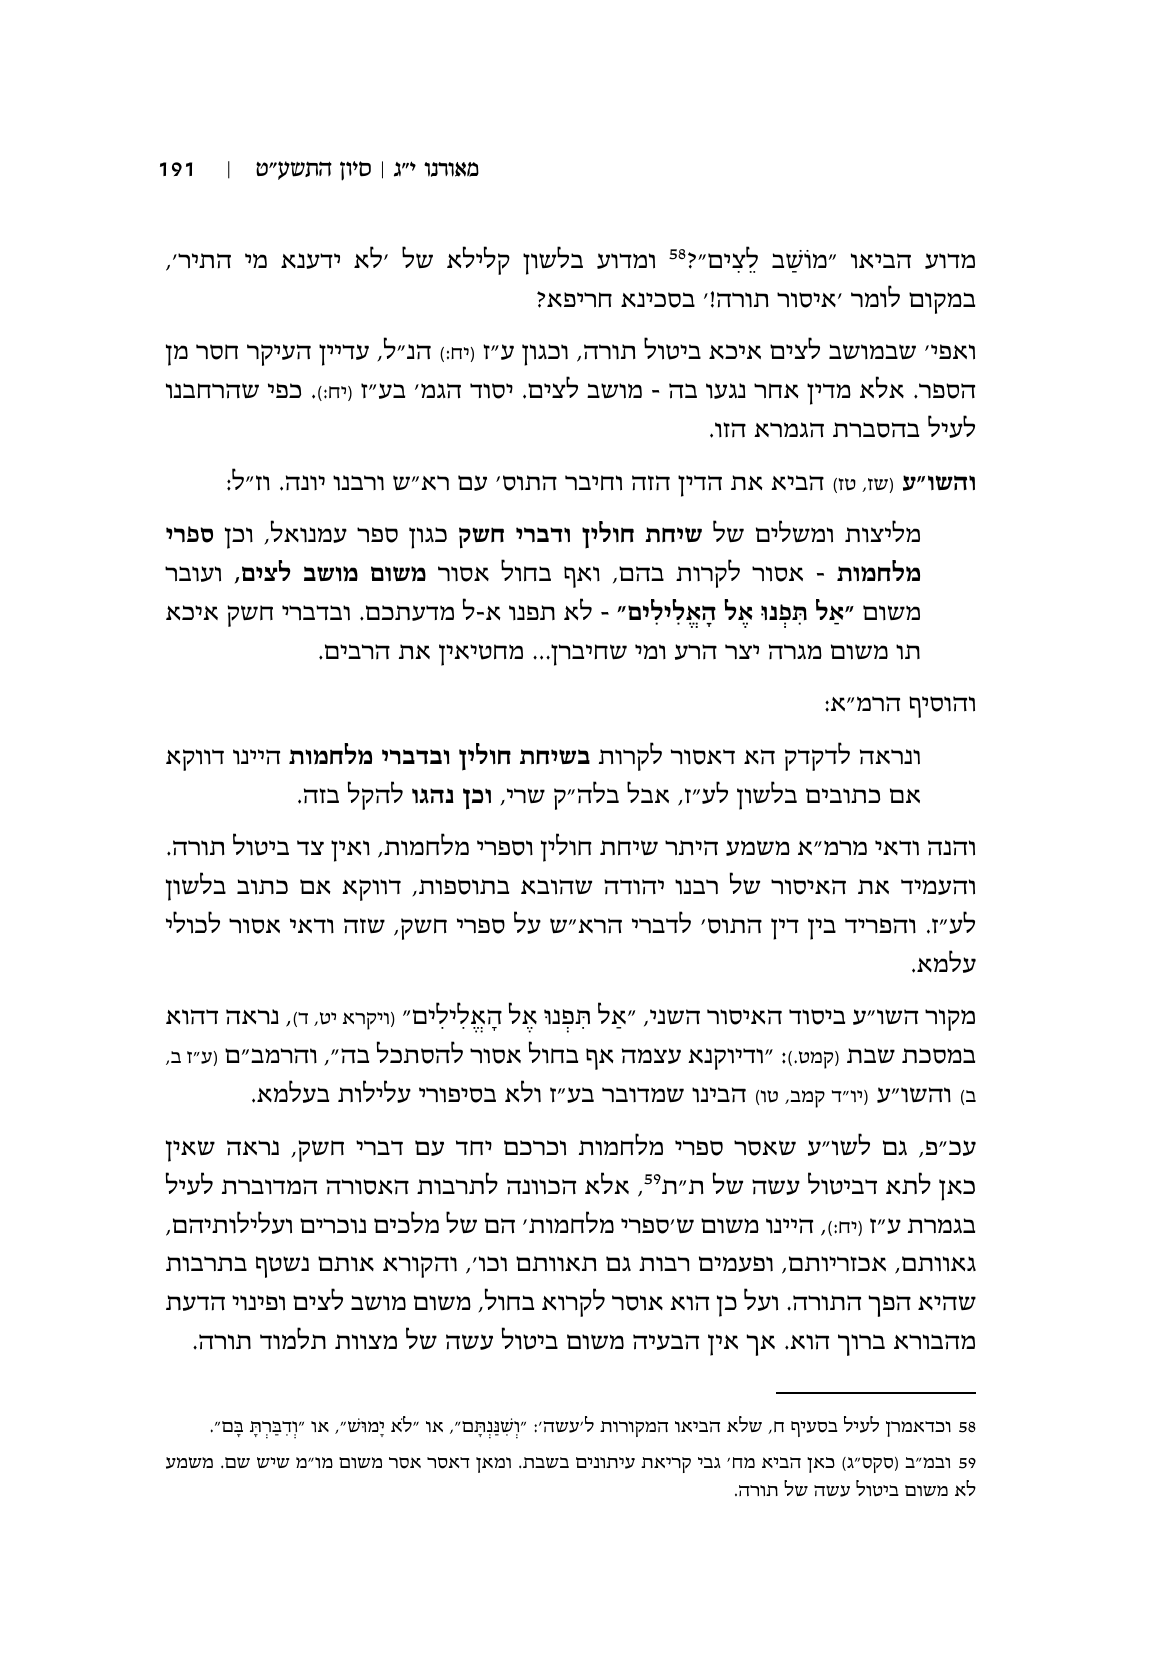 מאורנו י״ג | סיון התשע״ט | 191
מדוע הביאו ״מוֹשַׁב לֵצִים״?58 ומדוע בלשון קלילא של ׳לא ידענא מי התיר׳,
במקום לומר ׳איסור תורה!׳ בסכינא חריפא?
ואפי׳ שבמושב לצים איכא ביטול תורה, וכגון ע״ז (יח:) הנ״ל, עדיין העיקר חסר מן
הספר. אלא מדין אחר נגעו בה - מושב לצים. יסוד הגמ׳ בע״ז (יח:). כפי שהרחבנו
לעיל בהסברת הגמרא הזו.
והשו״ע (שז, טז) הביא את הדין הזה וחיבר התוס׳ עם רא״ש ורבנו יונה. וז״ל:
מליצות ומשלים של שיחת חולין ודברי חשק כגון ספר עמנואל, וכן ספרי
מלחמות - אסור לקרות בהם, ואף בחול אסור משום מושב לצים, ועובר
משום ״אַל תִּפְנוּ אֶל הָאֱלִילִים״ - לא תפנו א-ל מדעתכם. ובדברי חשק איכא
תו משום מגרה יצר הרע ומי שחיברן... מחטיאין את הרבים.
והוסיף הרמ״א:
ונראה לדקדק הא דאסור לקרות בשיחת חולין ובדברי מלחמות היינו דווקא
אם כתובים בלשון לע״ז, אבל בלה״ק שרי, וכן נהגו להקל בזה.
והנה ודאי מרמ״א משמע היתר שיחת חולין וספרי מלחמות, ואין צד ביטול תורה.
והעמיד את האיסור של רבנו יהודה שהובא בתוספות, דווקא אם כתוב בלשון
לע״ז. והפריד בין דין התוס׳ לדברי הרא״ש על ספרי חשק, שזה ודאי אסור לכולי
עלמא.
מקור השו״ע ביסוד האיסור השני, ״אַל תִּפְנוּ אֶל הָאֱלִילִים״ (ויקרא יט, ד), נראה דהוא
במסכת שבת (קמט.): ״ודיוקנא עצמה אף בחול אסור להסתכל בה״, והרמב״ם (ע״ז ב,
ב) והשו״ע (יו״ד קמב, טו) הבינו שמדובר בע״ז ולא בסיפורי עלילות בעלמא.
עכ״פ, גם לשו״ע שאסר ספרי מלחמות וכרכם יחד עם דברי חשק, נראה שאין
כאן לתא דביטול עשה של ת״ת59, אלא הכוונה לתרבות האסורה המדוברת לעיל
בגמרת ע״ז (יח:), היינו משום ש׳ספרי מלחמות׳ הם של מלכים נוכרים ועלילותיהם,
גאוותם, אכזריותם, ופעמים רבות גם תאוותם וכו׳, והקורא אותם נשטף בתרבות
שהיא הפך התורה. ועל כן הוא אוסר לקרוא בחול, משום מושב לצים ופינוי הדעת
מהבורא ברוך הוא. אך אין הבעיה משום ביטול עשה של מצוות תלמוד תורה.
58 וכדאמרן לעיל בסעיף ח, שלא הביאו המקורות ל׳עשה׳: ״וְשִׁנַּנְתָּם״, או ״לֹא יָמוּשׁ״, או ״וְדִבַּרְתָּ בָּם״.
59 ובמ״ב (סקס״ג) כאן הביא מח׳ גבי קריאת עיתונים בשבת. ומאן דאסר אסר משום מו״מ שיש שם. משמע
לא משום ביטול עשה של תורה.